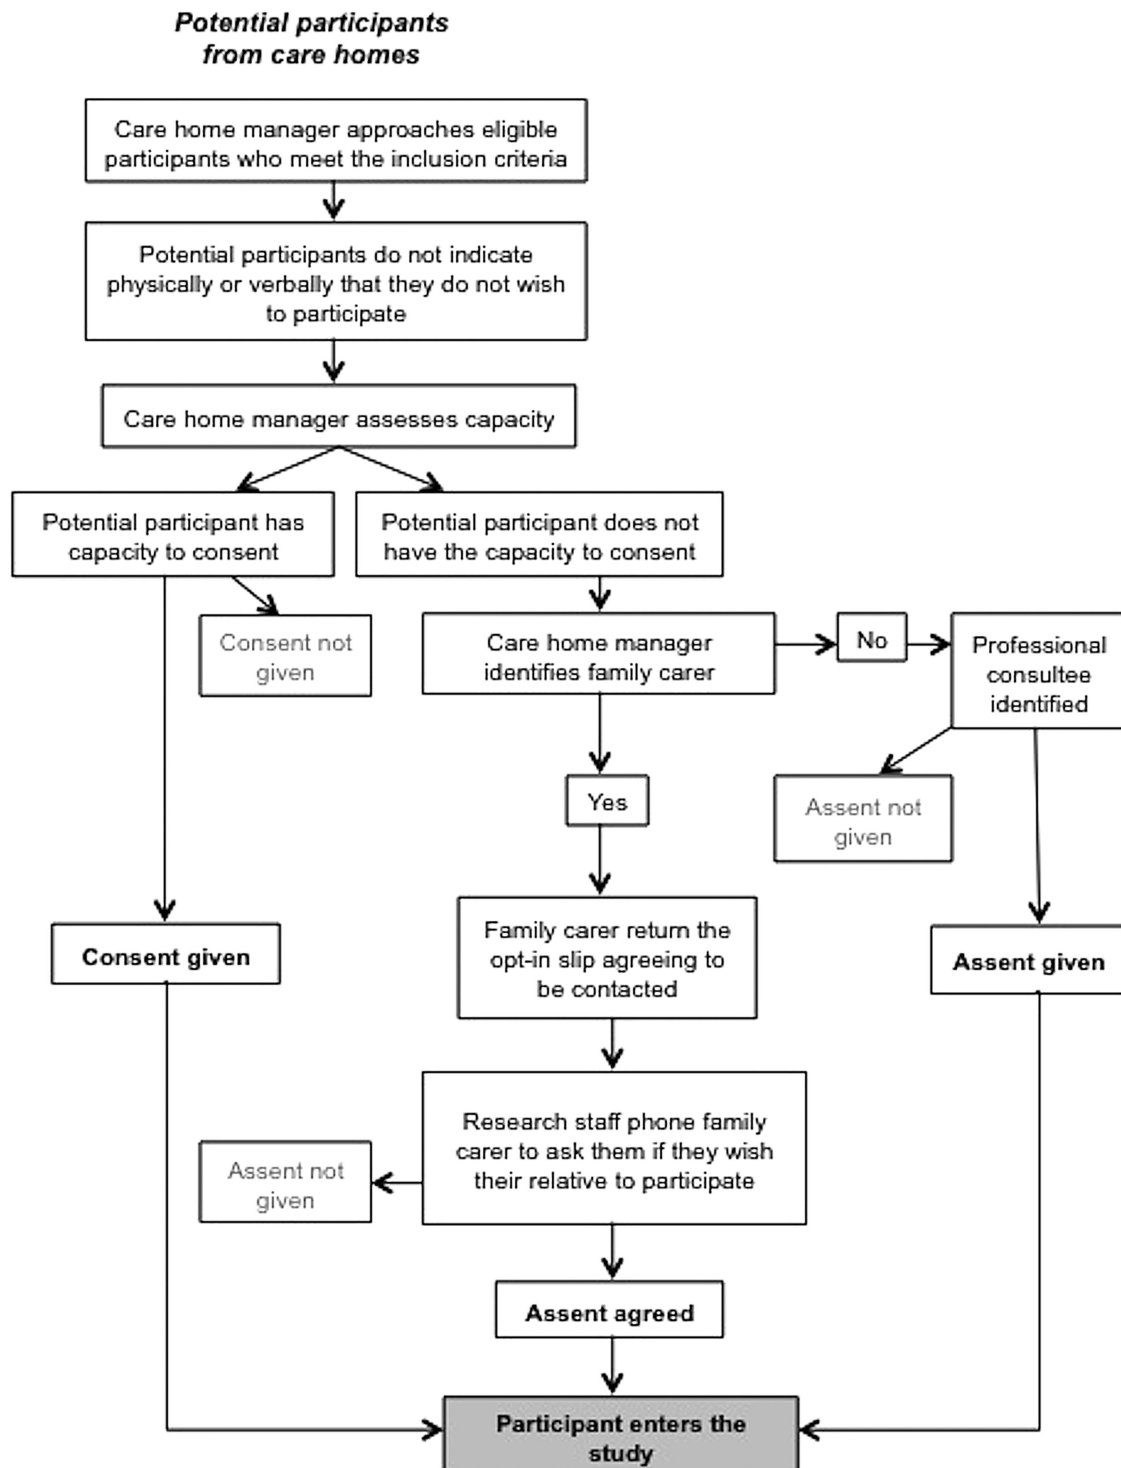 Potential participants
from care homes
Care home manager approaches eligible
participants who meet the inclusion criteria
Potential participants do not indicate
physically or verbally that they do not wish
to participate
Care home manager assesses capacity
Potential participant has
capacity to consent
Potential participant does not
have the capacity to consent
Consent not
given
Care home manager
identifies family carer
No
Professional
consultee
identified
Yes
Assent not
given
Family carer return the
opt-in slip agreeing to
be contacted
Consent given
Assent given
Research staff phone family
carer to ask them if they wish
their relative to participate
Assent not
given
Assent agreed
Participant enters the
study